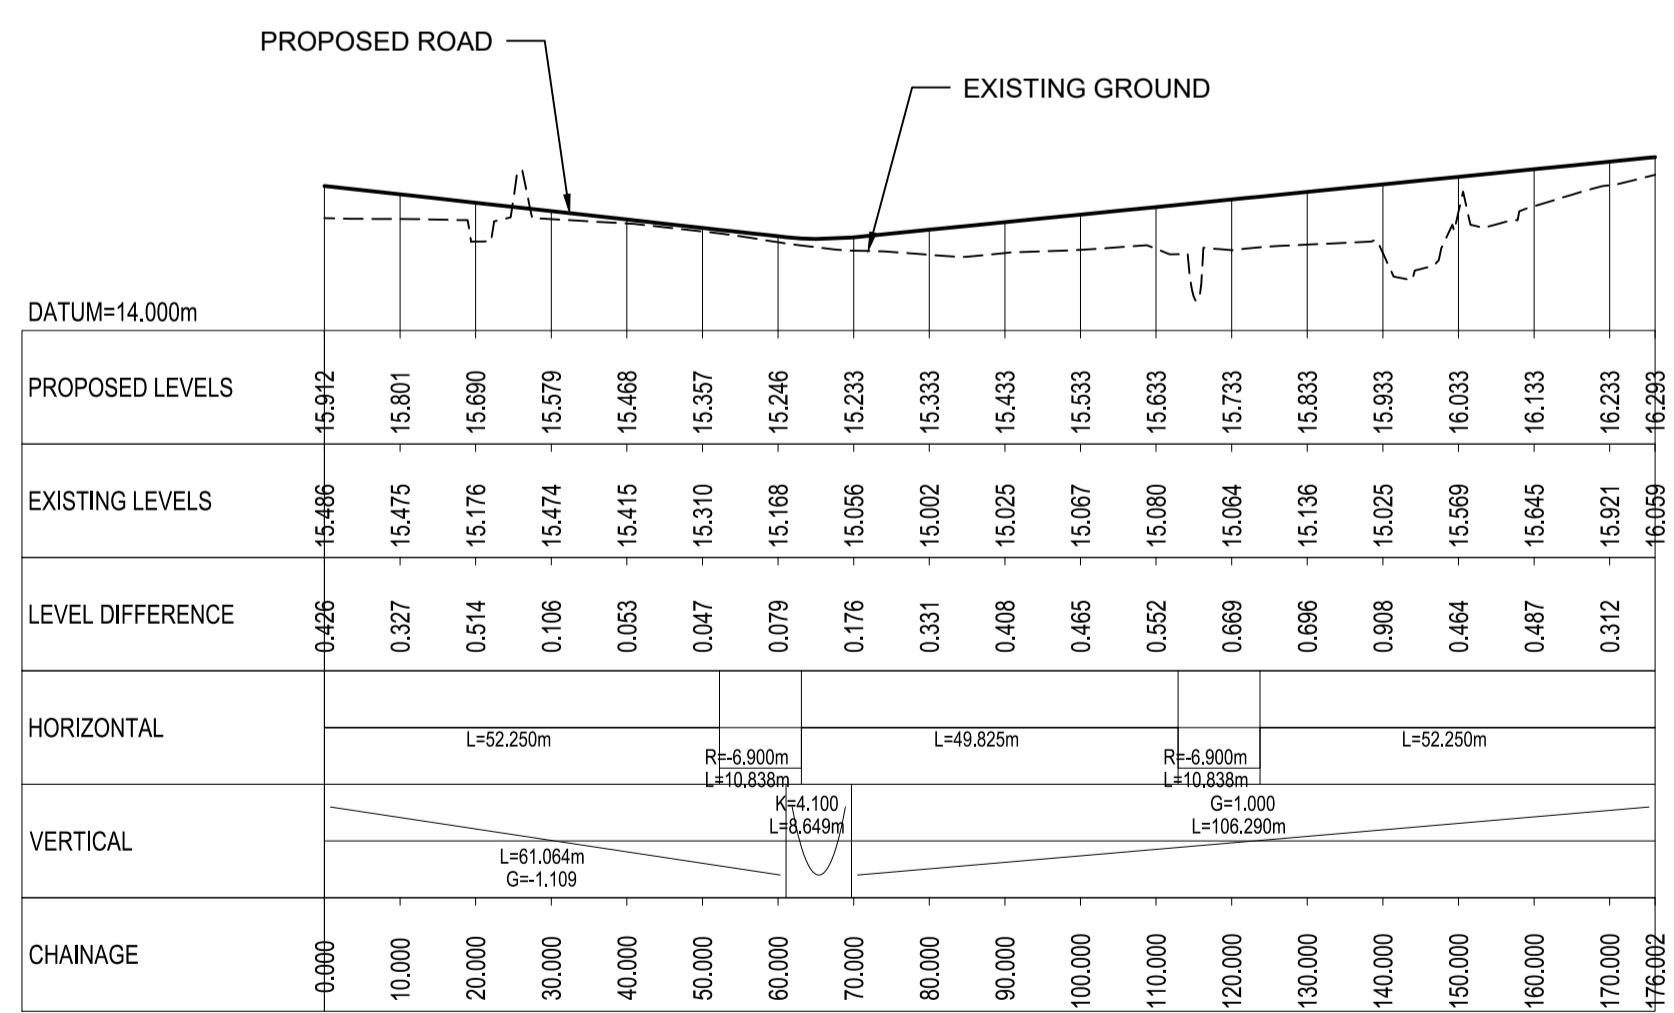 PROPOSED ROAD
EXISTING GROUND
DATUM=14.000m
PROPOSED LEVELS 15.912 15.801 15.690 15.579 15.468 15.357 15.246 15.233 15.333 15.433 15.533 15.633 15.733 15.833 15.933 16.033 16.133 16.233 16.293
EXISTING LEVELS 15.486 15.475 15.176 15.474 15.415 15.310 15.168 15.056 15.002 15.025 15.067 15.080 15.064 15.136 15.025 15.569 15.645 15.921 16.059
LEVEL DIFFERENCE 0.426 0.327 0.514 0.106 0.053 0.047 0.079 0.176 0.331 0.408 0.465 0.552 0.669 0.696 0.908 0.464 0.487 0.312
HORIZONTAL
L=52.250m
R=-6.900m
L=10.838m
L=49.825m
R=-6.900m
L=10.838m
L=52.250m
VERTICAL
L=61.064m
G=-1.109
K=4.100
L=8.649m
G=1.000
L=106.290m
CHAINAGE 0.000 10.000 20.000 30.000 40.000 50.000 60.000 70.000 80.000 90.000 100.000 110.000 120.000 130.000 140.000 150.000 160.000 170.000 176.002